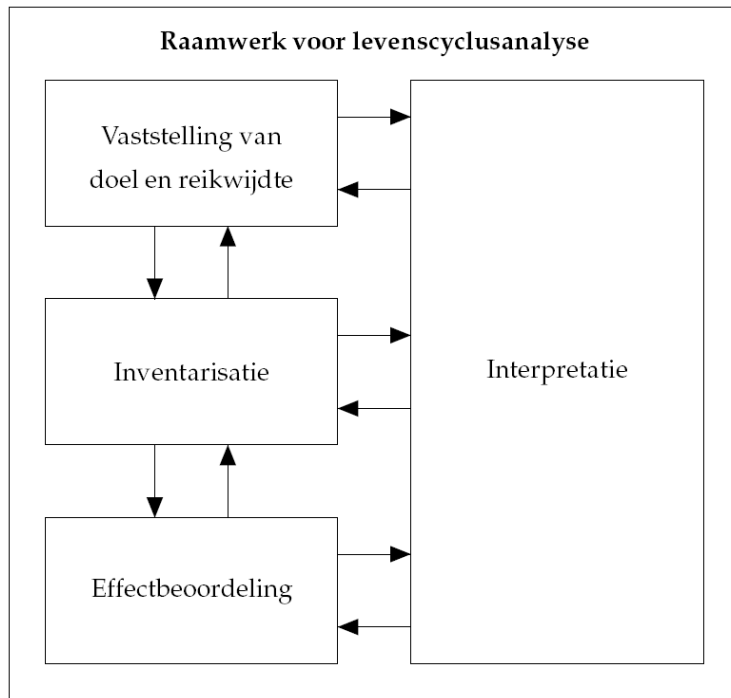 Raamwerk voor levenscyclusanalyse
Vaststelling van
doel en reikwijdte
Inventarisatie
Interpretatie
Effectbeoordeling